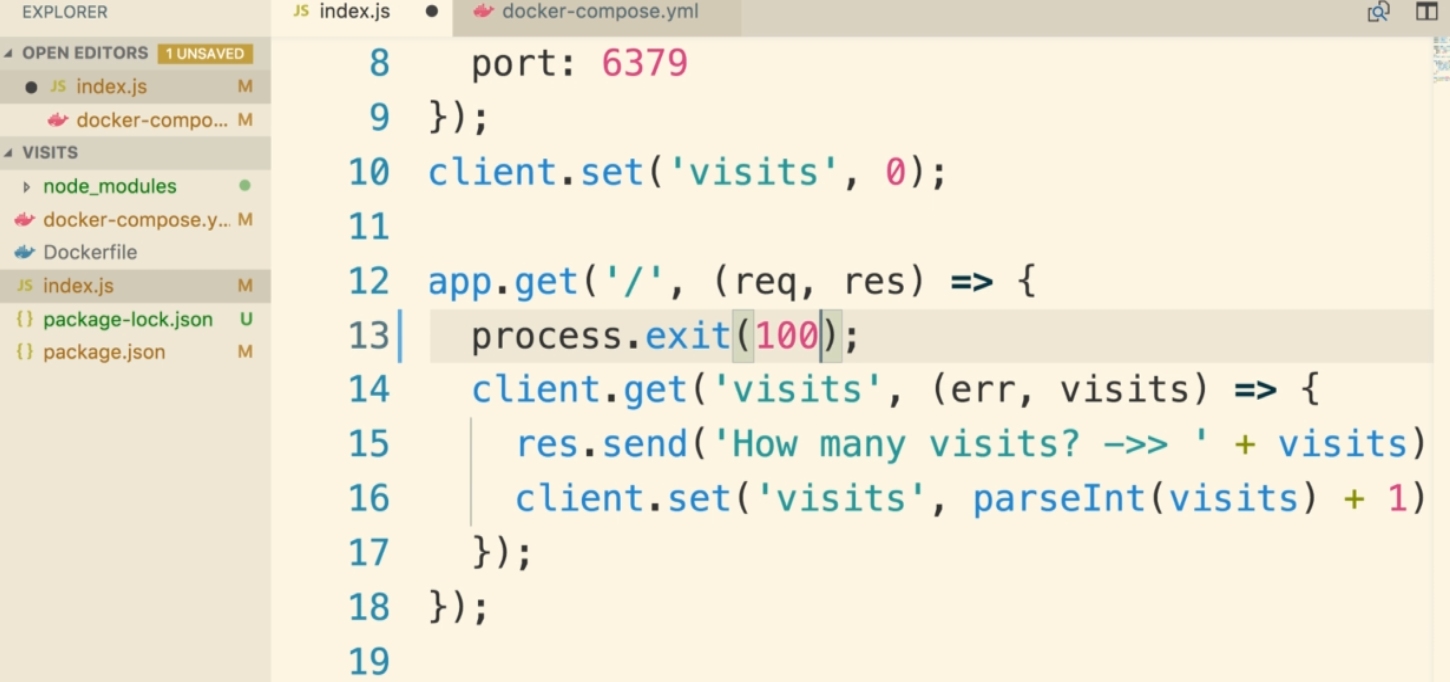 EXPLORER
OPEN EDITORS 1 UNSAVED
JS index.js M
docker-compo... M
VISITS
node_modules
docker-compose.y... M
Dockerfile
JS index.js M
{} package-lock.json U
{} package.json M
JS index.js
docker-compose.yml
8 port: 6379
9 });
10 client.set('visits', 0);
11
12 app.get('/', (req, res) => {
13 process.exit(100);
14 client.get('visits', (err, visits) => {
15 res.send('How many visits? ->> ' + visits)
16 client.set('visits', parseInt(visits) + 1)
17 });
18 });
19